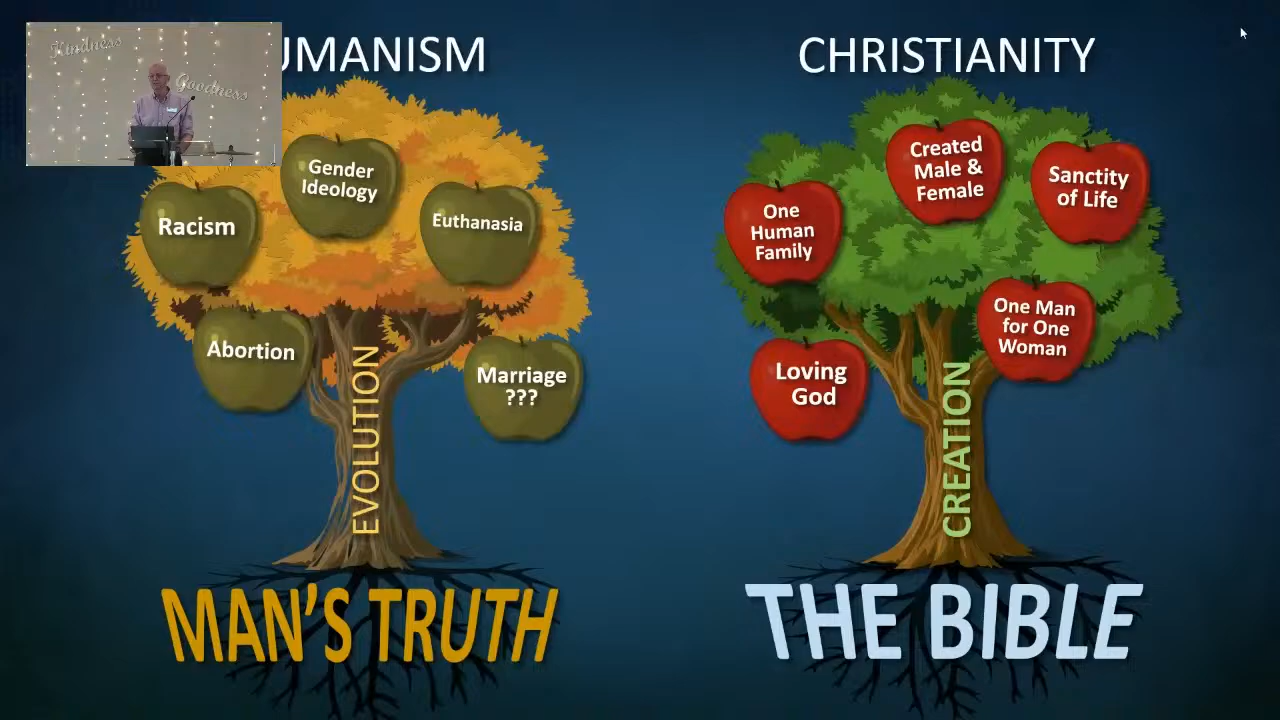 Kindness
Goodness
UMANISM
Gender
Ideology
Racism
Euthanasia
Abortion
Marriage
???
EVOLUTION
MAN'S TRUTH
CHRISTIANITY
Created
Male &
Female
Sanctity
of Life
One
Human
Family
One Man
for One
Woman
Loving
God
CREATION
THE BIBLE